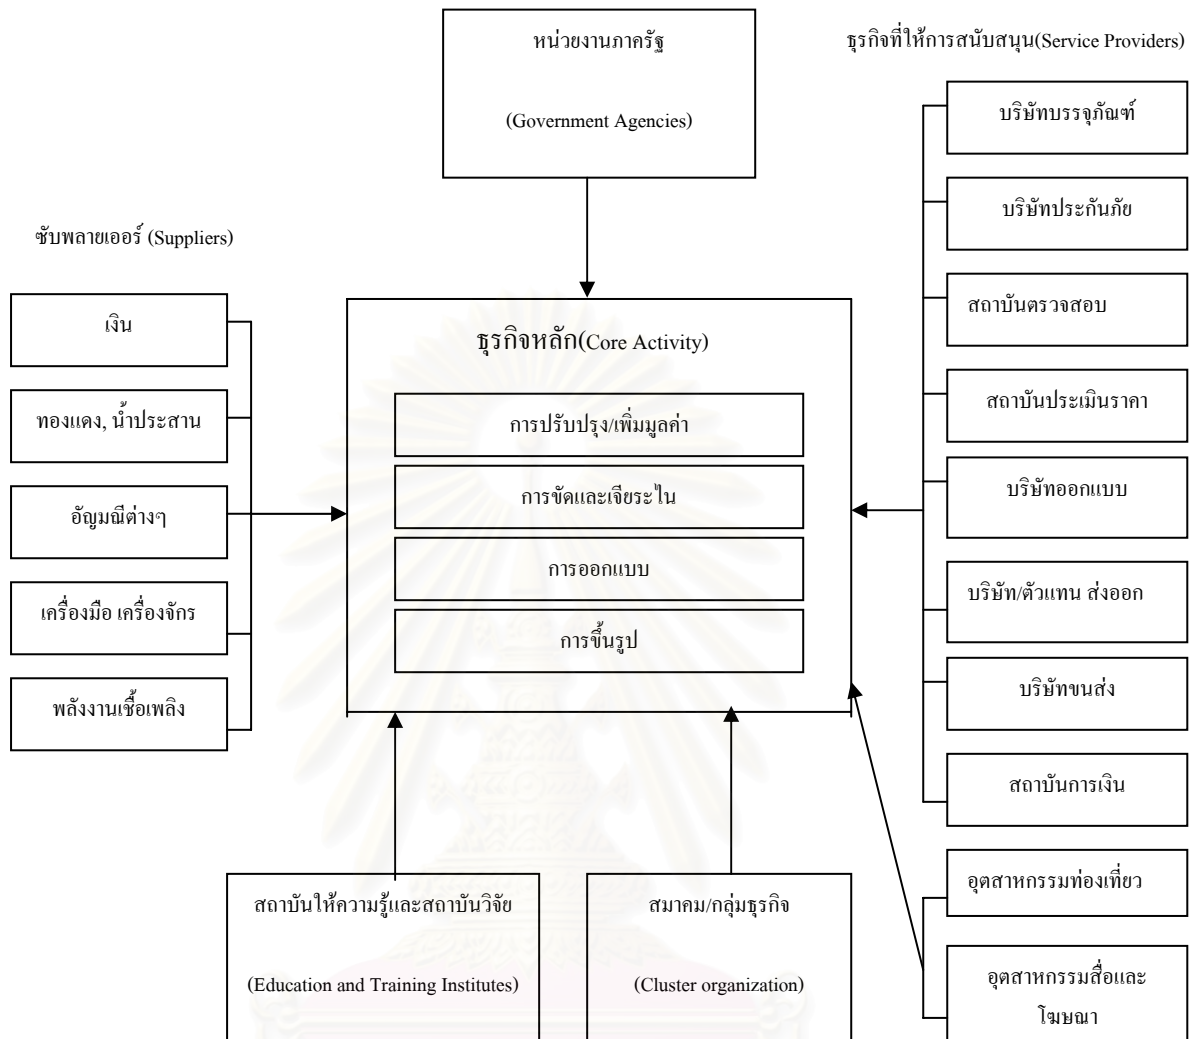 หน่วยงานภาครัฐ
(Government Agencies)
ธุรกิจที่ให้การสนับสนุน(Service Providers)
บริษัทบรรจุภัณฑ์
บริษัทประกันภัย
สถาบันตรวจสอบ
สถาบันประเมินราคา
บริษัทออกแบบ
บริษัท/ตัวแทน ส่งออก
บริษัทขนส่ง
สถาบันการเงิน
อุตสาหกรรมท่องเที่ยว
อุตสาหกรรมสื่อและ
โฆษณา
ซับพลายเออร์ (Suppliers)
เงิน
ทองแดง, น้ำประสาน
อัญมณีต่างๆ
เครื่องมือ เครื่องจักร
พลังงานเชื้อเพลิง
ธุรกิจหลัก(Core Activity)
การปรับปรุง/เพิ่มมูลค่า
การขัดและเจียระไน
การออกแบบ
การขึ้นรูป
สถาบันให้ความรู้และสถาบันวิจัย
(Education and Training Institutes)
สมาคม/กลุ่มธุรกิจ
(Cluster organization)